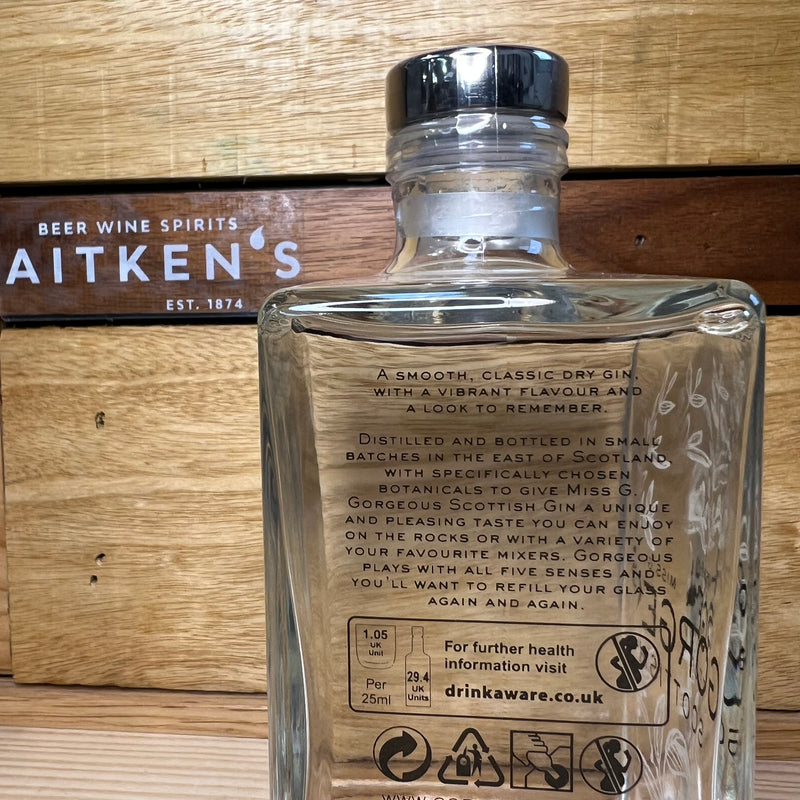 BEER WINE SPIRITS
AITKEN'S
EST. 1874
A SMOOTH, CLASSIC DRY GIN,
WITH A VIBRANT FLAVOUR AND
A LOOK TO REMEMBER.
DISTILLED AND BOTTLED IN SMALL
BATCHES IN THE EAST OF SCOTLAND,
WITH SPECIFICALLY CHOSEN
BOTANICALS TO GIVE MISS G.
GORGEOUS SCOTTISH GIN A UNIQUE
AND PLEASING TASTE YOU CAN ENJOY
ON THE ROCKS OR WITH A VARIETY OF
YOUR FAVOURITE MIXERS. GORGEOUS
PLAYS WITH ALL FIVE SENSES AND
YOU'LL WANT TO REFILL YOUR GLASS
AGAIN AND AGAIN.
1.05
UK
Unit
Per
25ml
29.4
UK
Units
For further health
information visit
drinkaware.co.uk